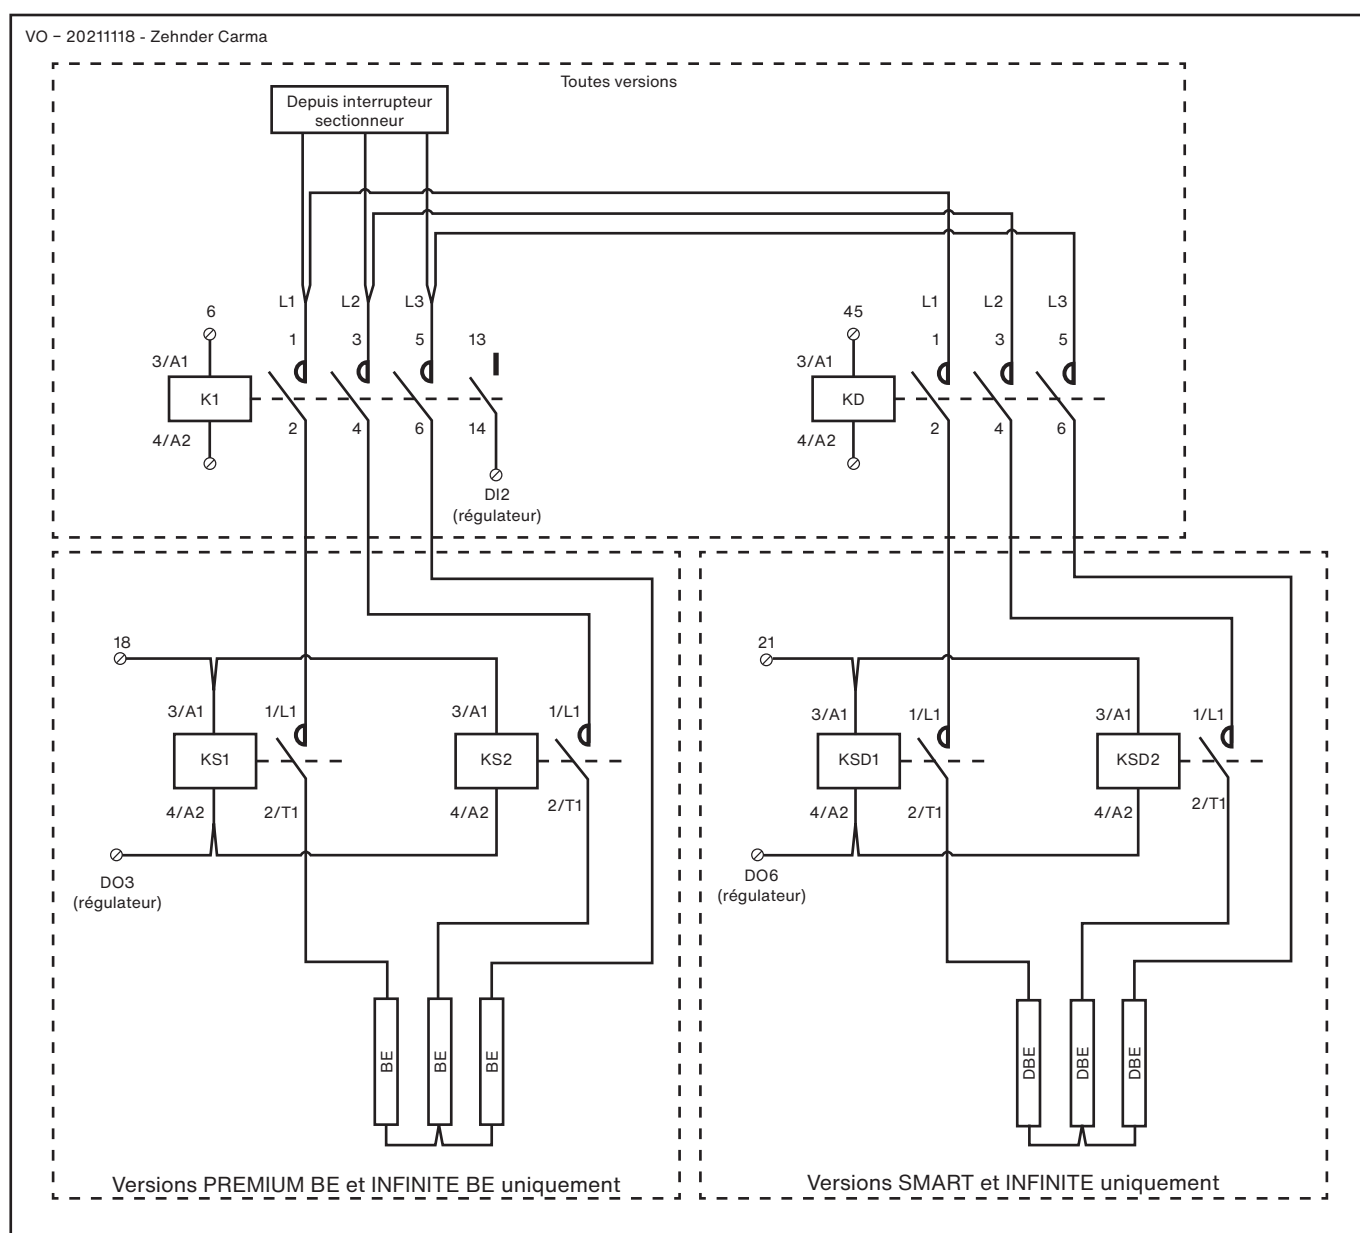 VO – 20211118 - Zehnder Carma
Toutes versions
Depuis interrupteur
sectionneur
L1
L2
L3
L1
L2
L3
6
45
1
3
5
13
1
3
5
3/A1
3/A1
K1
KD
4/A2
2
4
6
14
4/A2
2
4
6
DI2
(régulateur)
18
21
3/A1
1/L1
3/A1
1/L1
3/A1
1/L1
3/A1
1/L1
KS1
KS2
KSD1
KSD2
4/A2
2/T1
4/A2
2/T1
4/A2
2/T1
4/A2
2/T1
DO3
(régulateur)
DO6
(régulateur)
BE
BE
BE
DBE
DBE
DBE
Versions PREMIUM BE et INFINITE BE uniquement
Versions SMART et INFINITE uniquement